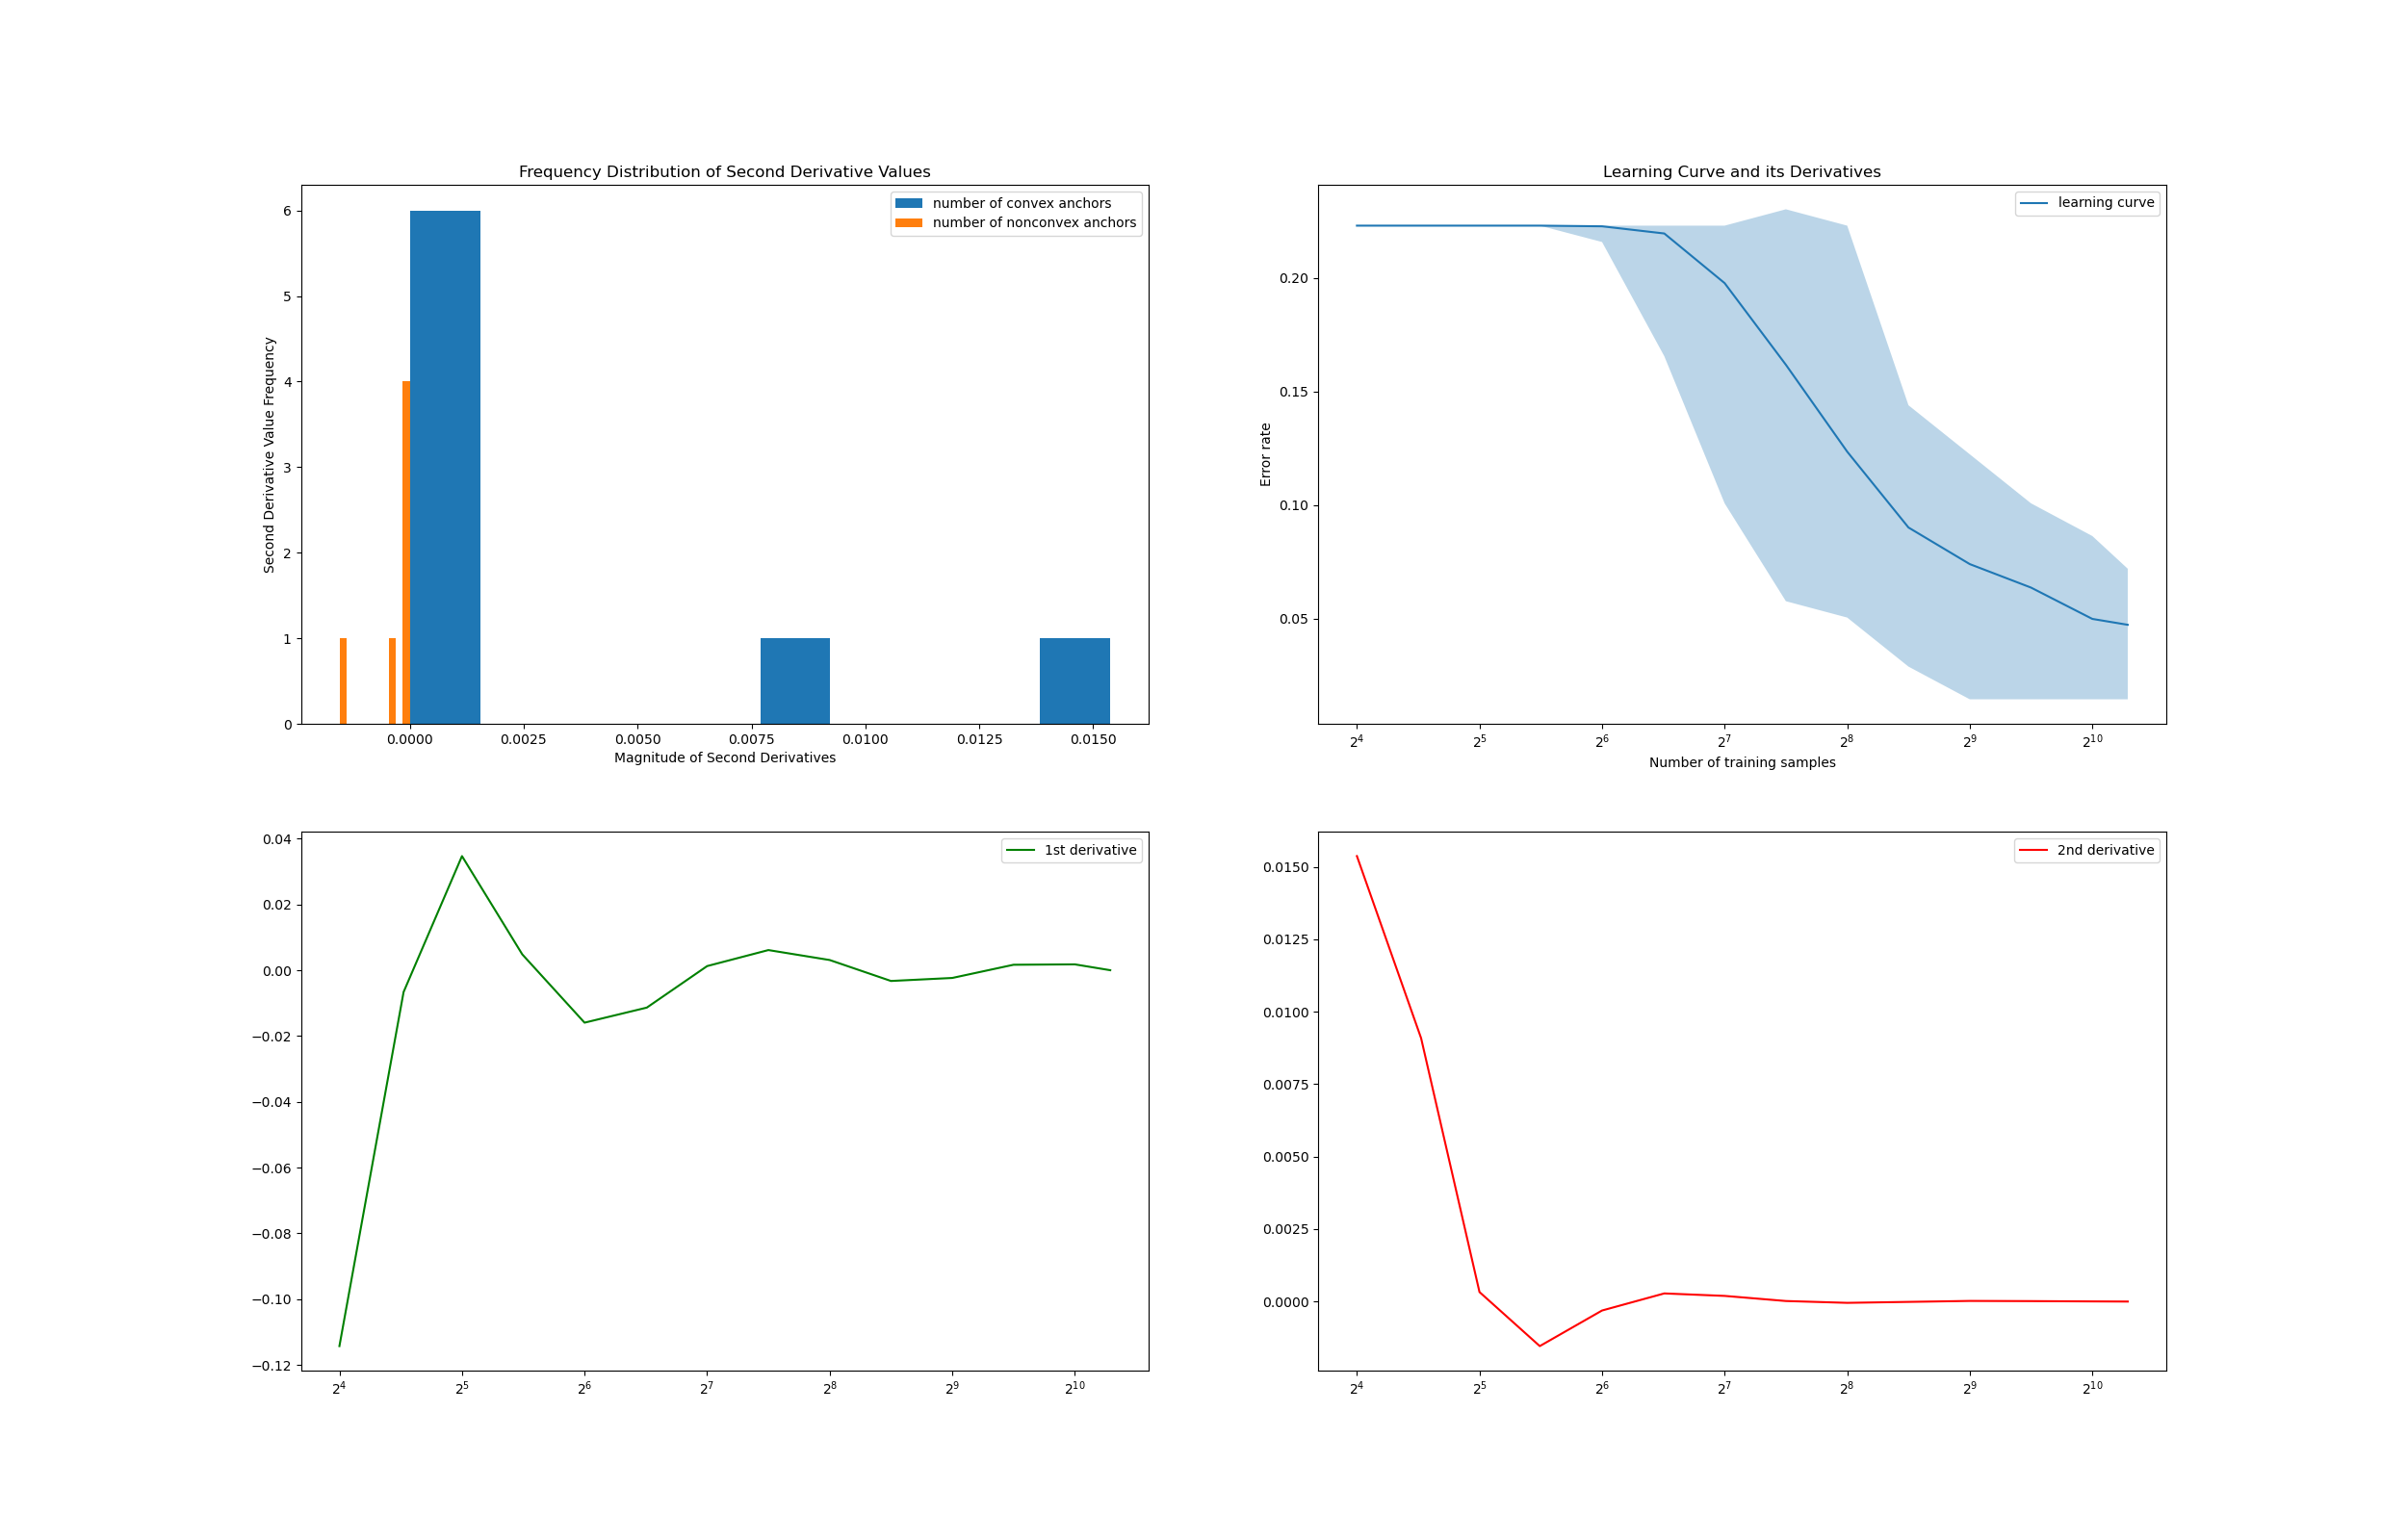 Frequency Distribution of Second Derivative Values
number of convex anchors
number of nonconvex anchors
Second Derivative Value Frequency
6
5
4
3
2
1
0
0.0000 0.0025 0.0050 0.0075 0.0100 0.0125 0.0150
Magnitude of Second Derivatives
Learning Curve and its Derivatives
learning curve
Error rate
0.20
0.15
0.10
0.05
2⁴ 2⁵ 2⁶ 2⁷ 2⁸ 2⁹ 2¹⁰
Number of training samples
1st derivative
0.04
0.02
0.00
−0.02
−0.04
−0.06
−0.08
−0.10
−0.12
2⁴ 2⁵ 2⁶ 2⁷ 2⁸ 2⁹ 2¹⁰
2nd derivative
0.0150
0.0125
0.0100
0.0075
0.0050
0.0025
0.0000
2⁴ 2⁵ 2⁶ 2⁷ 2⁸ 2⁹ 2¹⁰